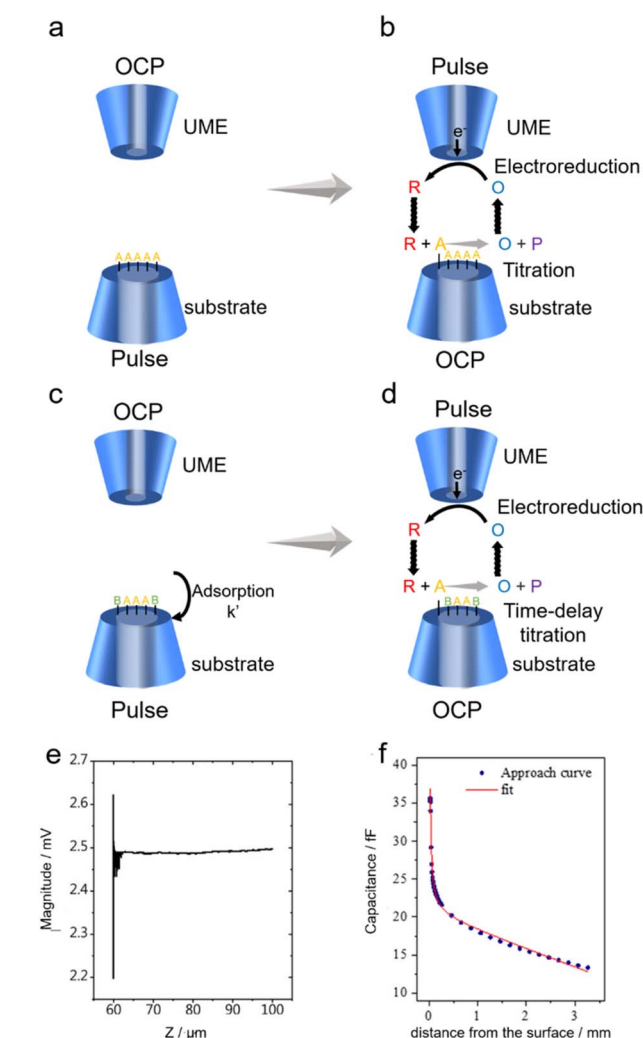 a
OCP
UME
AAAAA
substrate
Pulse
b
Pulse
e-
UME
Electroreduction
R
O
R + A
O + P
AAAA
Titration
substrate
OCP
c
OCP
UME
BAAAB
Adsorption
k'
substrate
Pulse
d
Pulse
e-
UME
Electroreduction
R
O
R + A
O + P
BAAB
Time-delay
titration
substrate
OCP
e
2.7
2.6
2.5
2.4
2.3
2.2
Magnitude / mV
60
70
80
90
100
Z / μm
f
Approach curve
fit
40
35
30
25
20
15
10
Capacitance / fF
0
1
2
3
distance from the surface / mm